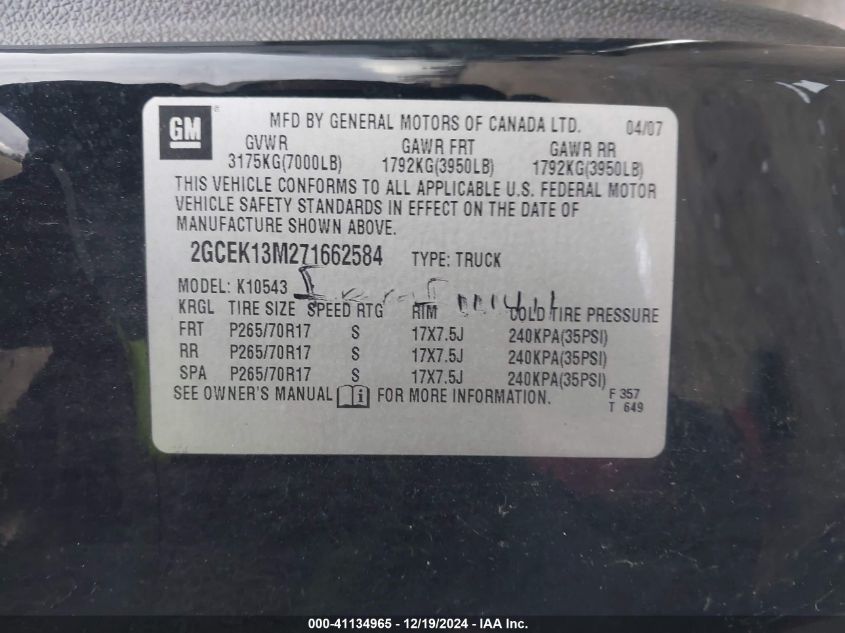 GM ® MFD BY GENERAL MOTORS OF CANADA LTD. 04/07
GVWR GAWR FRT GAWR RR
3175KG(7000LB) 1792KG(3950LB) 1792KG(3950LB)
THIS VEHICLE CONFORMS TO ALL APPLICABLE U.S. FEDERAL MOTOR
VEHICLE SAFETY STANDARDS IN EFFECT ON THE DATE OF
MANUFACTURE SHOWN ABOVE.
2GCEK13M271662584 TYPE: TRUCK
MODEL: K10543
KRGL TIRE SIZE SPEED RTG RIM COLD TIRE PRESSURE
FRT P265/70R17 S 17X7.5J 240KPA(35PSI)
RR P265/70R17 S 17X7.5J 240KPA(35PSI)
SPA P265/70R17 S 17X7.5J 240KPA(35PSI)
SEE OWNER'S MANUAL i FOR MORE INFORMATION. F 357
T 649
000-41134965 - 12/19/2024 - IAA Inc.